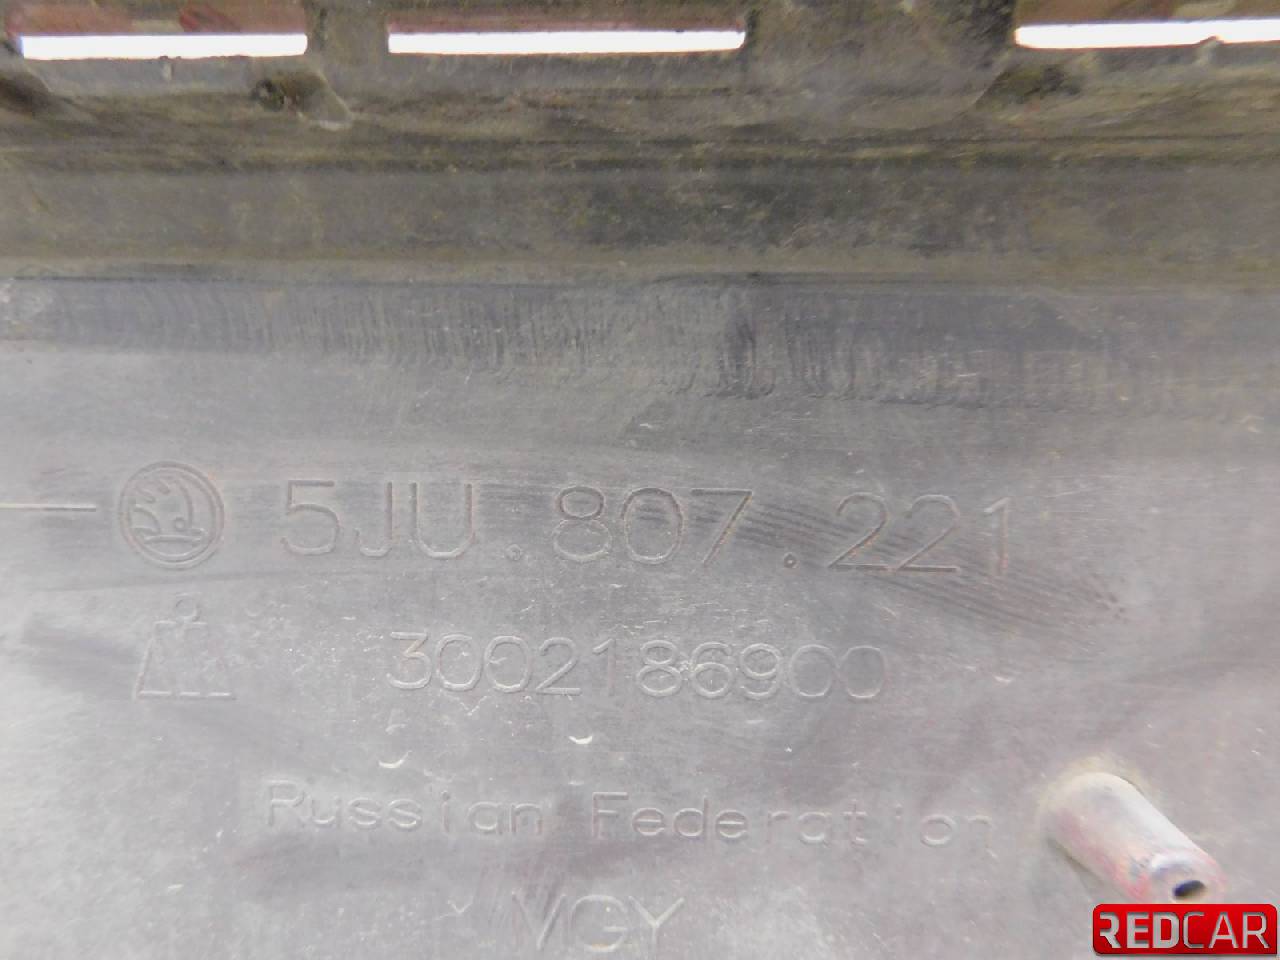 5JU.807.221
3002186900
Russian Federation
MGY
REDCAR